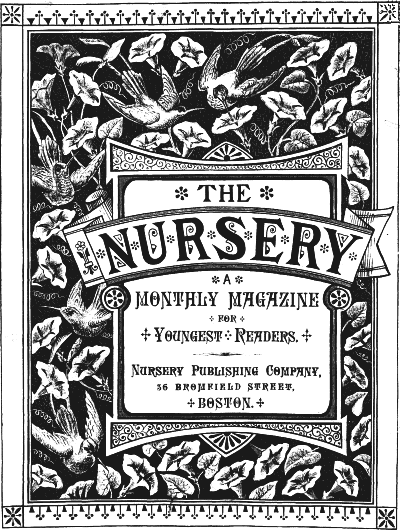 THE
NURSERY
A
MONTHLY MAGAZINE
FOR
YOUNGEST READERS.
NURSERY PUBLISHING COMPANY,
36 BROMFIELD STREET,
BOSTON.